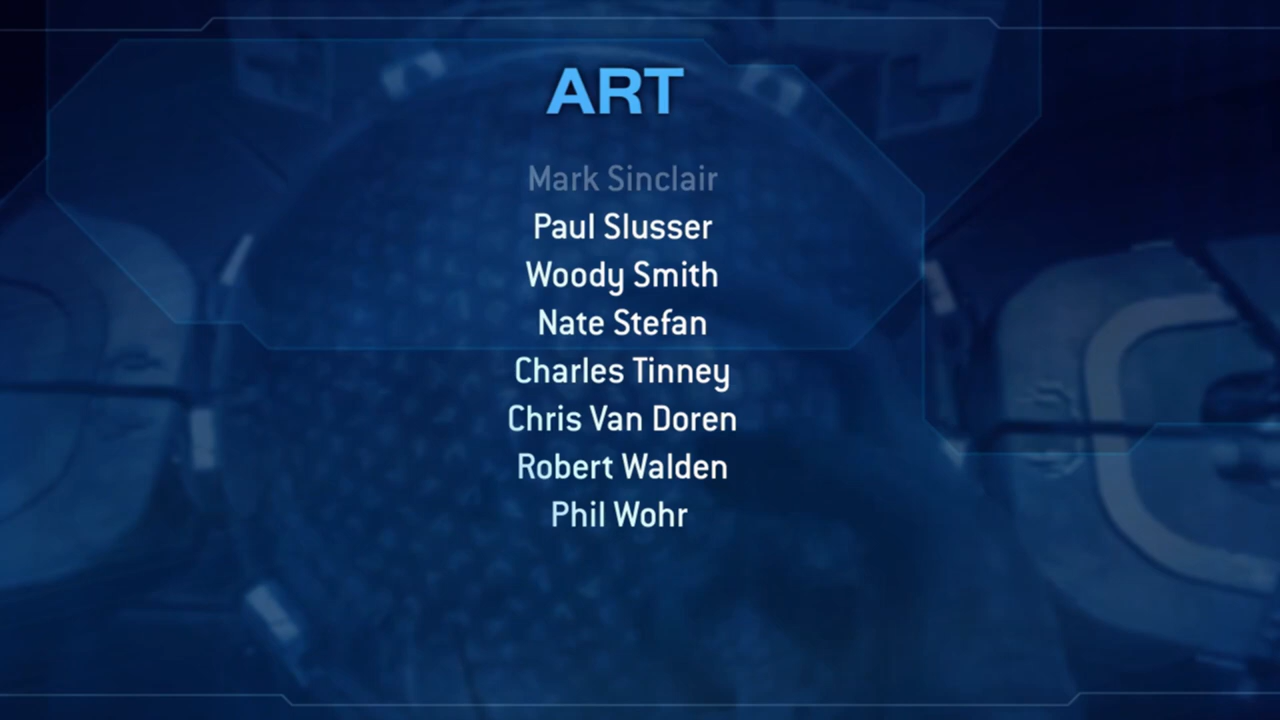 ART
Mark Sinclair
Paul Slusser
Woody Smith
Nate Stefan
Charles Tinney
Chris Van Doren
Robert Walden
Phil Wohr